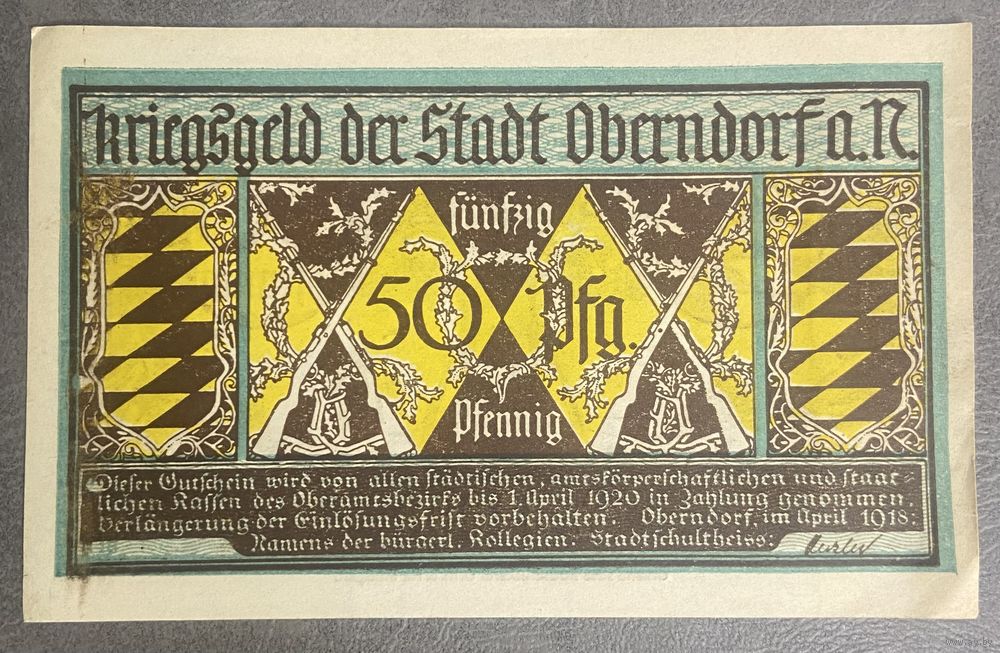 Kriegsgeld der Stadt Oberndorf a.N.
fünfzig
50 Pfg.
Pfennig
Dieser Gutschein wird von allen städtischen, amtskörperschaftlichen und staat-
lichen Kassen des Oberamtsbezirks bis 1. April 1920 in Zahlung genommen.
Verlängerung der Einlösungsfrist vorbehalten. Oberndorf, im April 1918:
Namens der bürgerl. Kollegien: Stadtschultheiss: